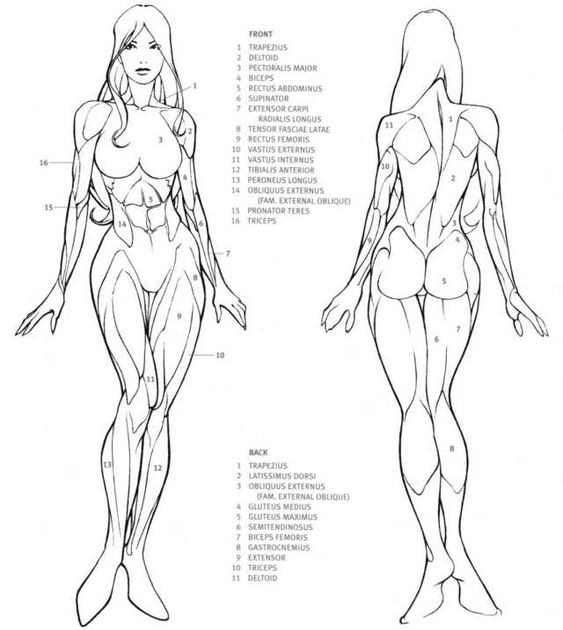 FRONT
1 TRAPEZIUS
2 DELTOID
3 PECTORALIS MAJOR
4 BICEPS
5 RECTUS ABDOMINUS
6 SUPINATOR
7 EXTENSOR CARPI
RADIALIS LONGUS
8 TENSOR FASCIAE LATAE
9 RECTUS FEMORIS
10 VASTUS EXTERNUS
11 VASTUS INTERNUS
12 TIBIALIS ANTERIOR
13 PERONEUS LONGUS
14 OBLIQUUS EXTERNUS
(FAM. EXTERNAL OBLIQUE)
15 PRONATOR TERES
16 TRICEPS
1
2
3
16
4
5
15
14
6
7
8
9
10
11
13
12
11
1
10
2
3
9
4
5
6
7
8
BACK
1 TRAPEZIUS
2 LATISSIMUS DORSI
3 OBLIQUUS EXTERNUS
(FAM. EXTERNAL OBLIQUE)
4 GLUTEUS MEDIUS
5 GLUTEUS MAXIMUS
6 SEMITENDINOSUS
7 BICEPS FEMORIS
8 GASTROCNEMIUS
9 EXTENSOR
10 TRICEPS
11 DELTOID